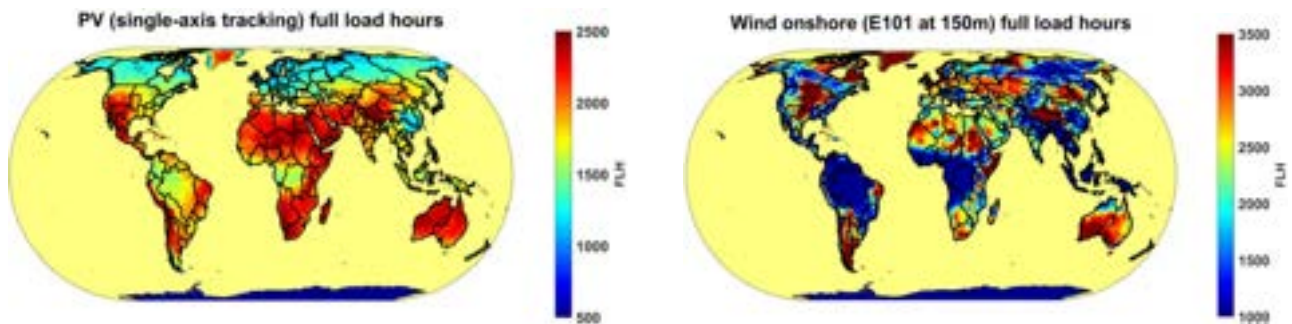 PV (single-axis tracking) full load hours
2500
2000
1500
1000
500
FLH
Wind onshore (E101 at 150m) full load hours
3500
3000
2500
2000
1500
1000
FLH